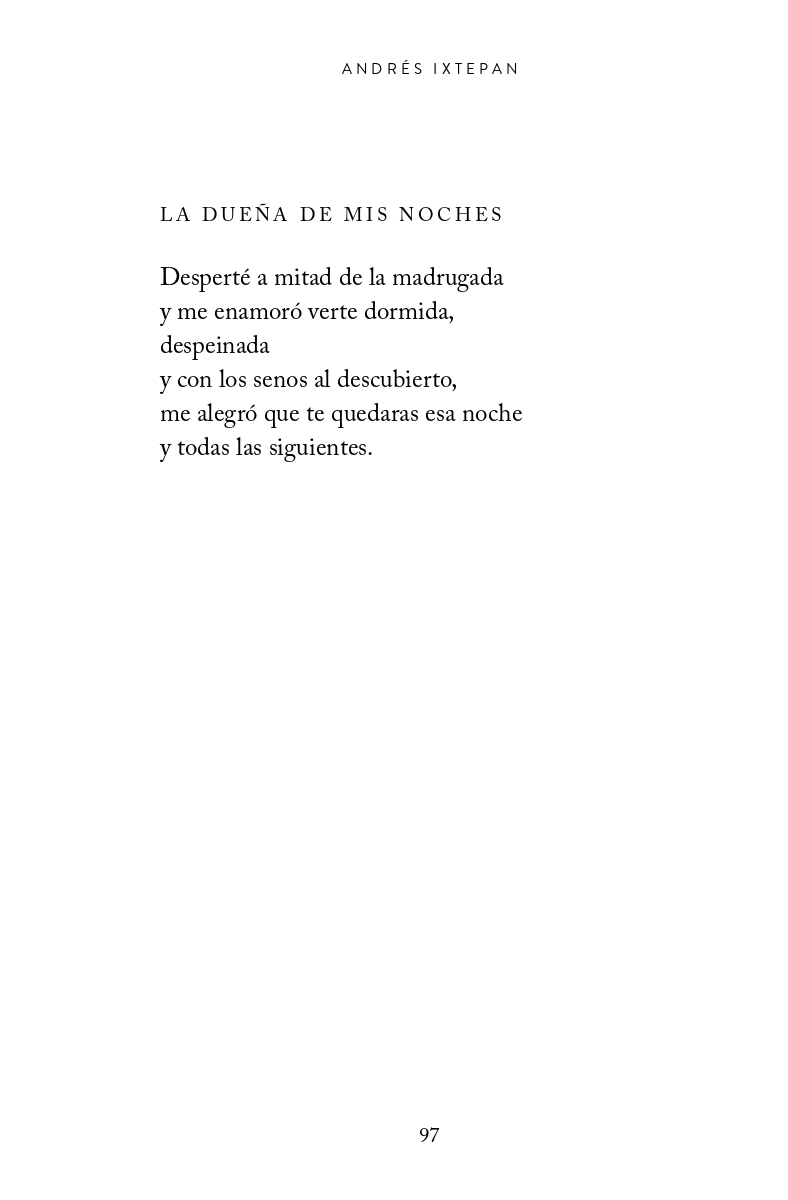 ANDRÉS IXTEPAN
LA DUEÑA DE MIS NOCHES
Desperté a mitad de la madrugada
y me enamoró verte dormida,
despeinada
y con los senos al descubierto,
me alegró que te quedaras esa noche
y todas las siguientes.
97